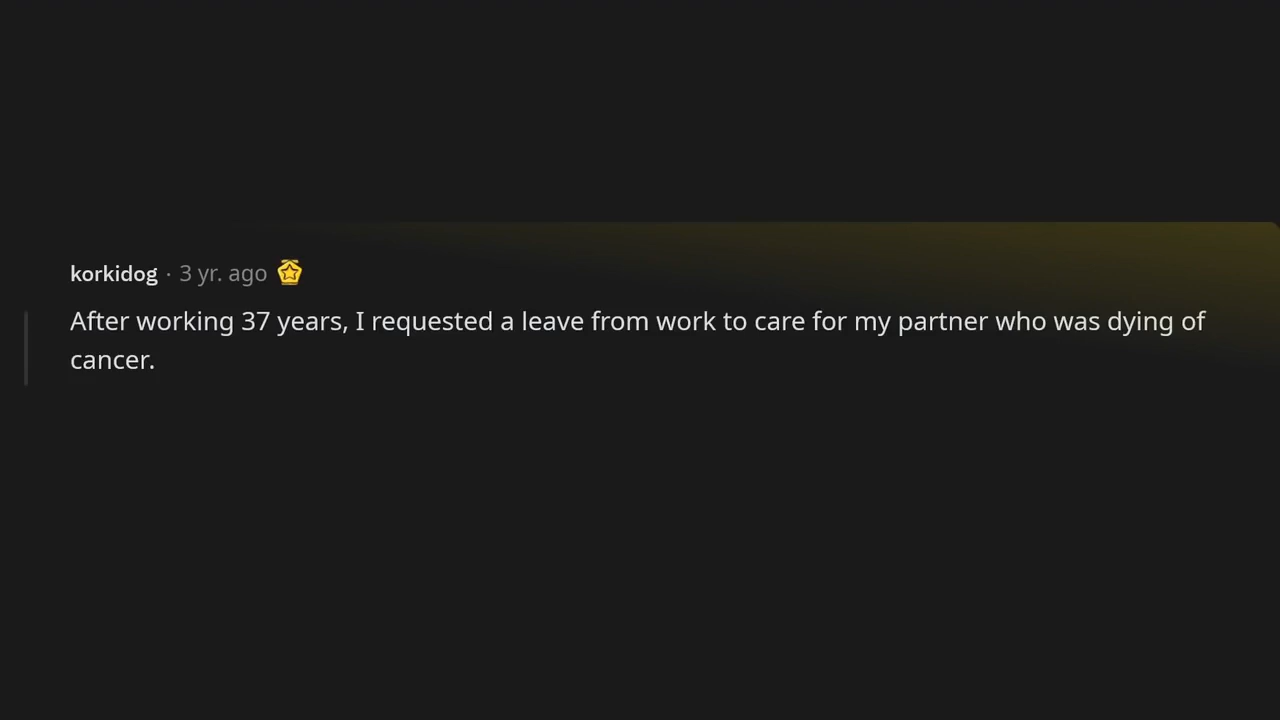 korkidog · 3 yr. ago
After working 37 years, I requested a leave from work to care for my partner who was dying of
cancer.